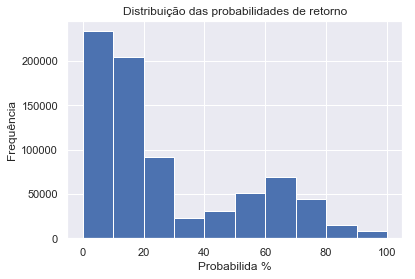 Distribuição das probabilidades de retorno
Frequência
200000
150000
100000
50000
0
0 20 40 60 80 100
Probabilida %